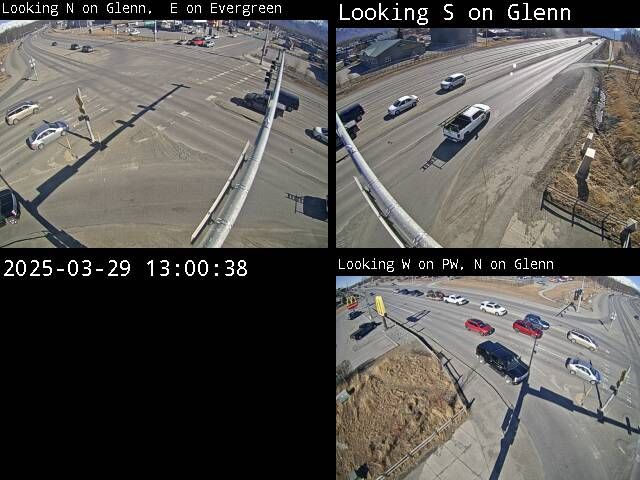 Looking N on Glenn,  E on Evergreen
Looking S on Glenn
2025-03-29 13:00:38
Looking W on PW, N on Glenn